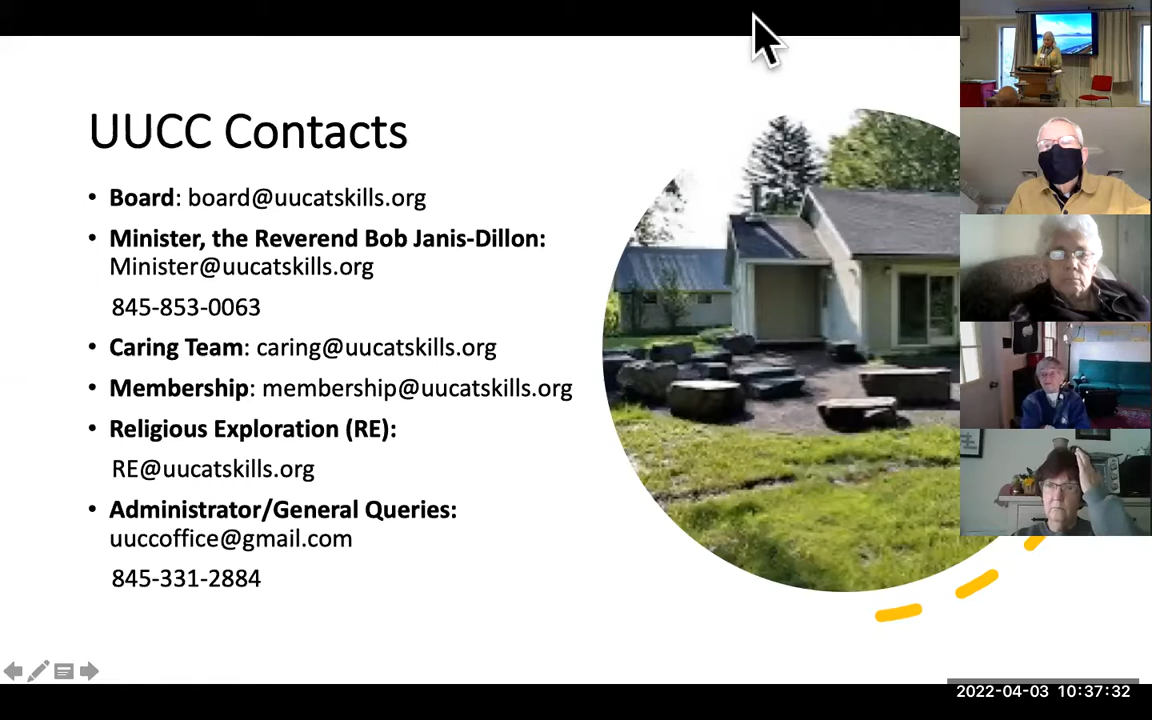 UUCC Contacts
• Board: board@uucatskills.org
• Minister, the Reverend Bob Janis-Dillon:
Minister@uucatskills.org
845-853-0063
• Caring Team: caring@uucatskills.org
• Membership: membership@uucatskills.org
• Religious Exploration (RE):
RE@uucatskills.org
• Administrator/General Queries:
uuccoffice@gmail.com
845-331-2884
2022-04-03 10:37:32